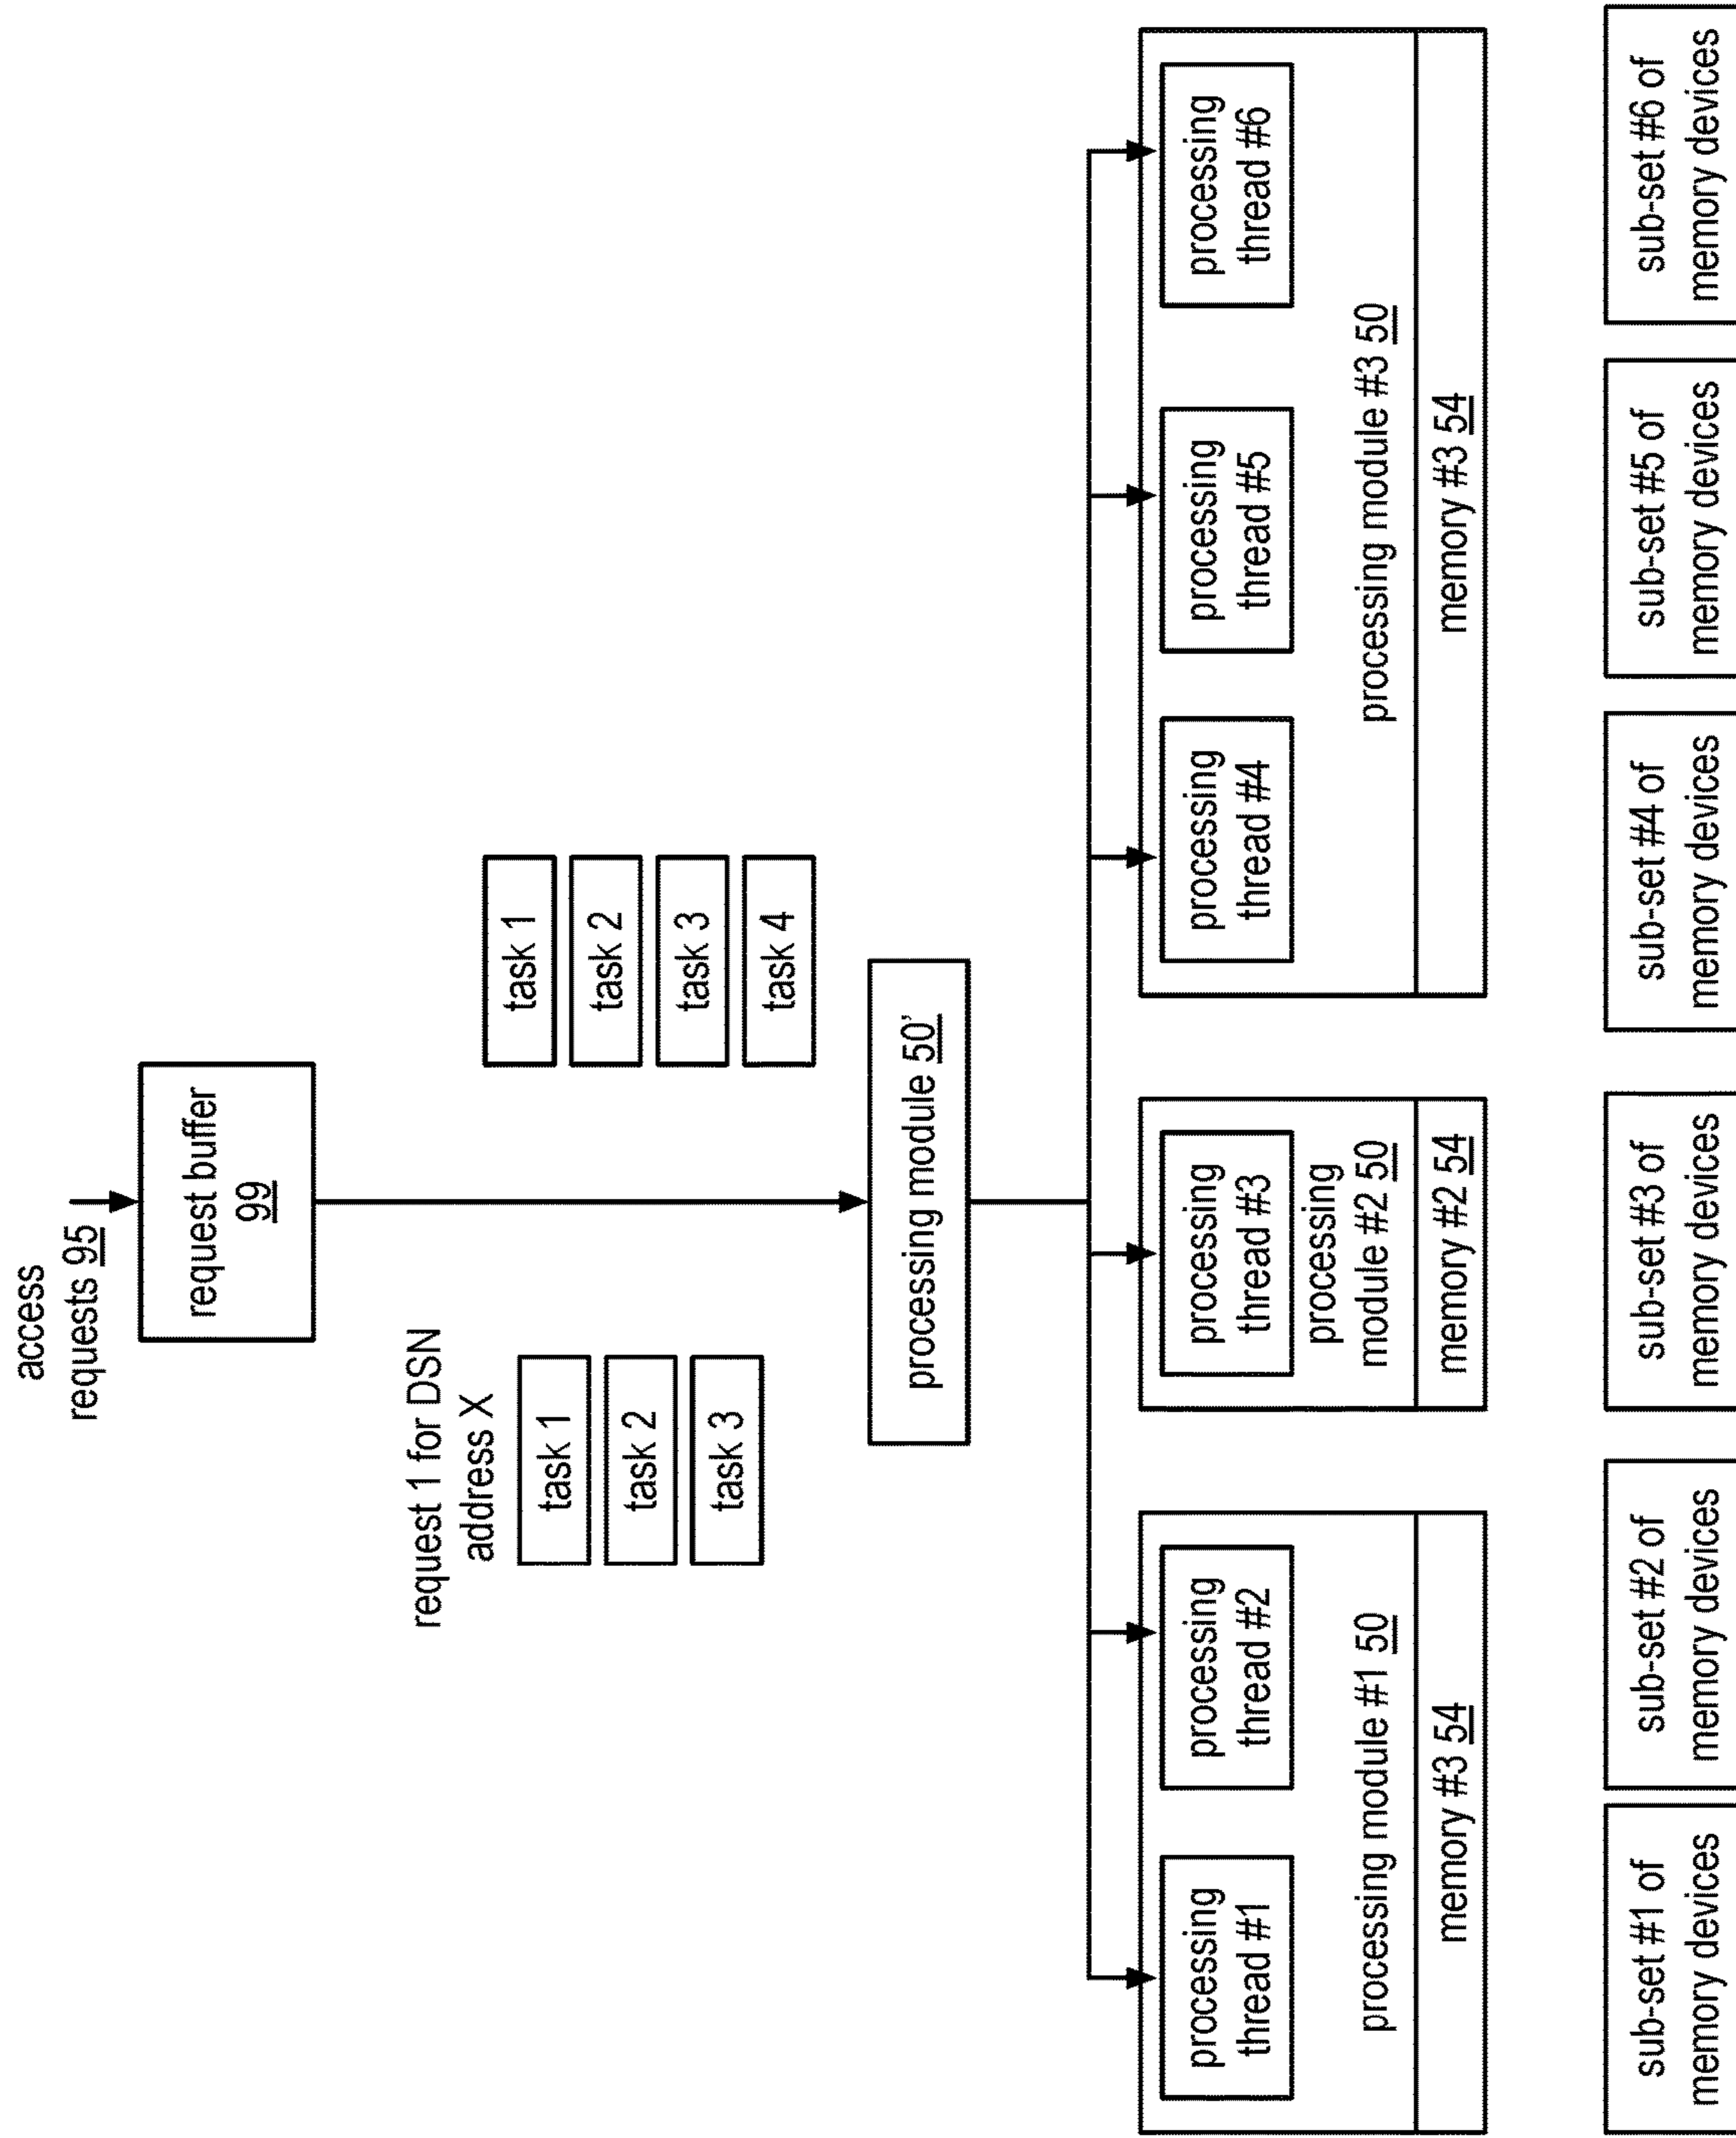 access
requests 95
request buffer
99
request 1 for DSN
address X
task 1
task 2
task 3
task 1
task 2
task 3
task 4
processing module 50'
processing
thread #1
processing
thread #2
processing module #1 50
memory #3 54
processing
thread #3
processing
module #2 50
memory #2 54
processing
thread #4
processing
thread #5
processing
thread #6
processing module #3 50
memory #3 54
sub-set #1 of
memory devices
sub-set #2 of
memory devices
sub-set #3 of
memory devices
sub-set #4 of
memory devices
sub-set #5 of
memory devices
sub-set #6 of
memory devices